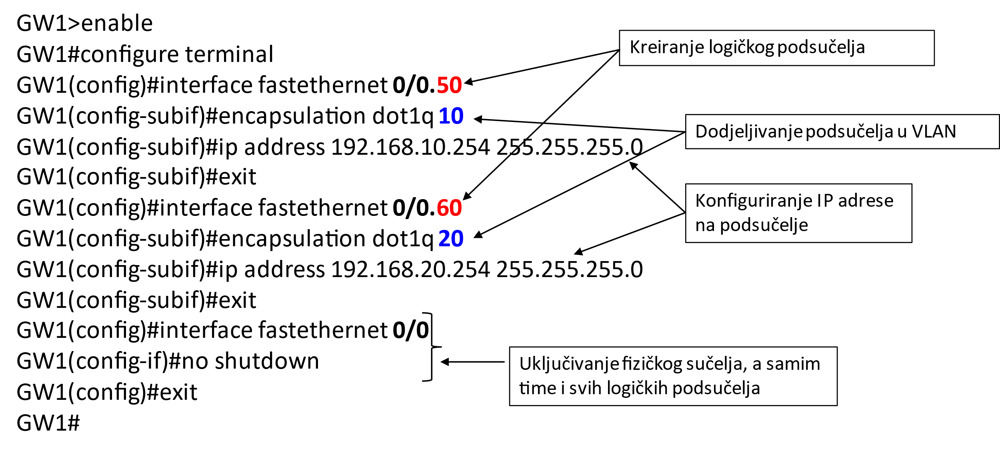 GW1>enable
GW1#configure terminal
GW1(config)#interface fastethernet 0/0.50
GW1(config-subif)#encapsulation dot1q 10
GW1(config-subif)#ip address 192.168.10.254 255.255.255.0
GW1(config-subif)#exit
GW1(config)#interface fastethernet 0/0.60
GW1(config-subif)#encapsulation dot1q 20
GW1(config-subif)#ip address 192.168.20.254 255.255.255.0
GW1(config-subif)#exit
GW1(config)#interface fastethernet 0/0
GW1(config-if)#no shutdown
GW1(config)#exit
GW1#
Kreiranje logičkog podsučelja
Dodjeljivanje podsučelja u VLAN
Konfiguriranje IP adrese
na podsučelje
Uključivanje fizičkog sučelja, a samim
time i svih logičkih podsučelja